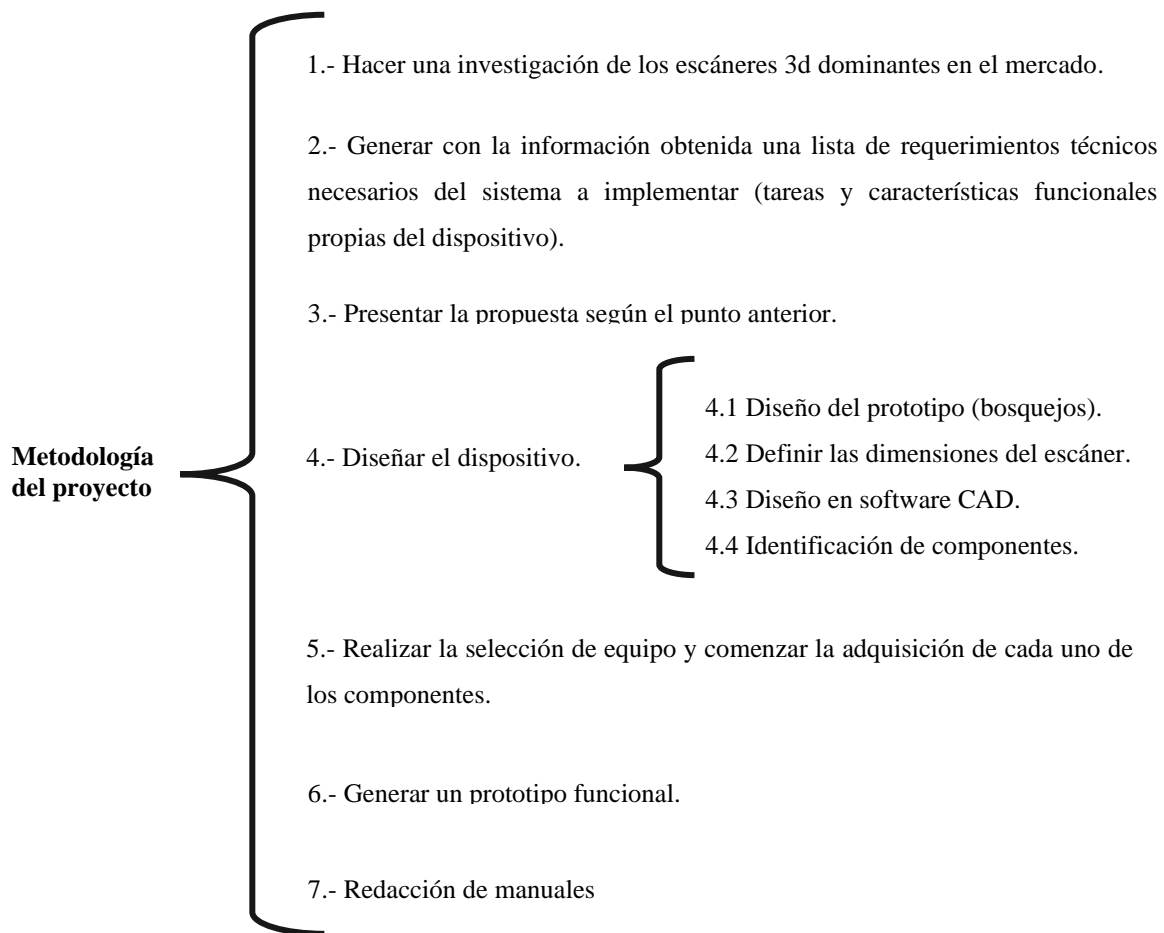 1.- Hacer una investigación de los escáneres 3d dominantes en el mercado.
2.- Generar con la información obtenida una lista de requerimientos técnicos
necesarios del sistema a implementar (tareas y características funcionales
propias del dispositivo).
3.- Presentar la propuesta según el punto anterior.
Metodología
del proyecto
4.- Diseñar el dispositivo.
4.1 Diseño del prototipo (bosquejos).
4.2 Definir las dimensiones del escáner.
4.3 Diseño en software CAD.
4.4 Identificación de componentes.
5.- Realizar la selección de equipo y comenzar la adquisición de cada uno de
los componentes.
6.- Generar un prototipo funcional.
7.- Redacción de manuales